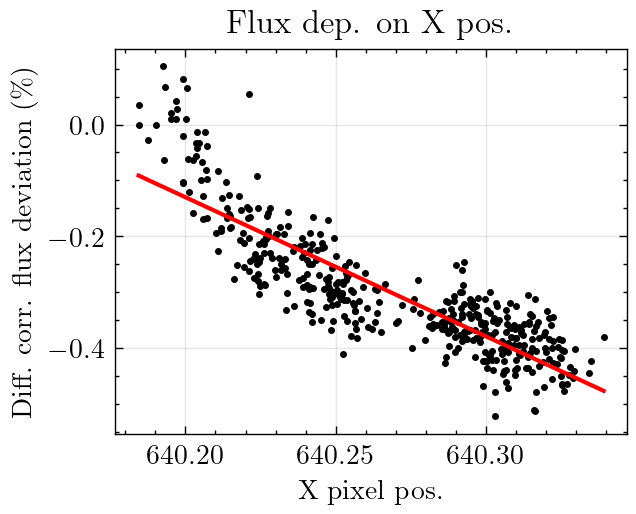 Flux dep. on X pos.
Diff. corr. flux deviation (%)
0.0
−0.2
−0.4
640.20
640.25
640.30
X pixel pos.